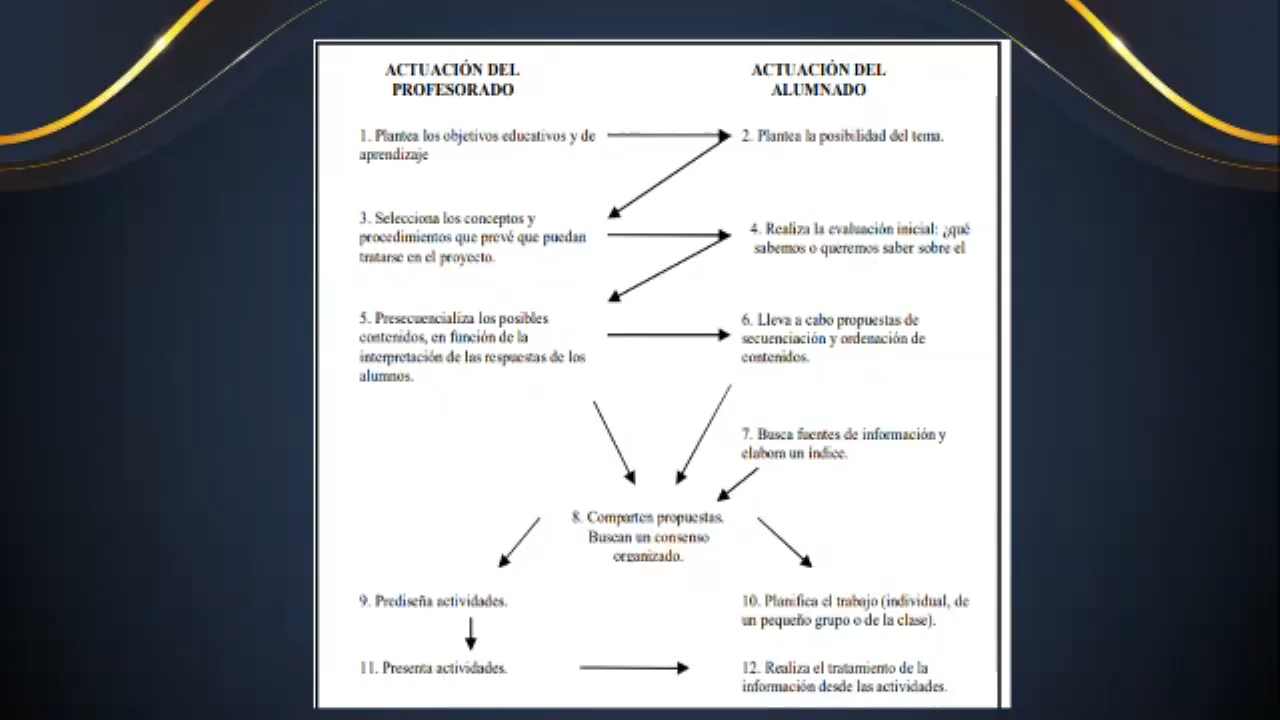 ACTUACIÓN DEL
PROFESORADO
ACTUACIÓN DEL
ALUMNADO
1. Plantea los objetivos educativos y de
aprendizaje
2. Plantea la posibilidad del tema.
3. Selecciona los conceptos y
procedimientos que prevé que puedan
tratarse en el proyecto.
4. Realiza la evaluación inicial: ¿qué
sabemos o queremos saber sobre el
5. Presecuencializa los posibles
contenidos, en función de la
interpretación de las respuestas de los
alumnos.
6. Lleva a cabo propuestas de
secuenciación y ordenación de
contenidos.
7. Busca fuentes de información y
elabora un índice.
8. Comparten propuestas.
Buscan un consenso
organizado.
9. Prediseña actividades.
10. Planifica el trabajo (individual, de
un pequeño grupo o de la clase).
11. Presenta actividades.
12. Realiza el tratamiento de la
información desde las actividades.